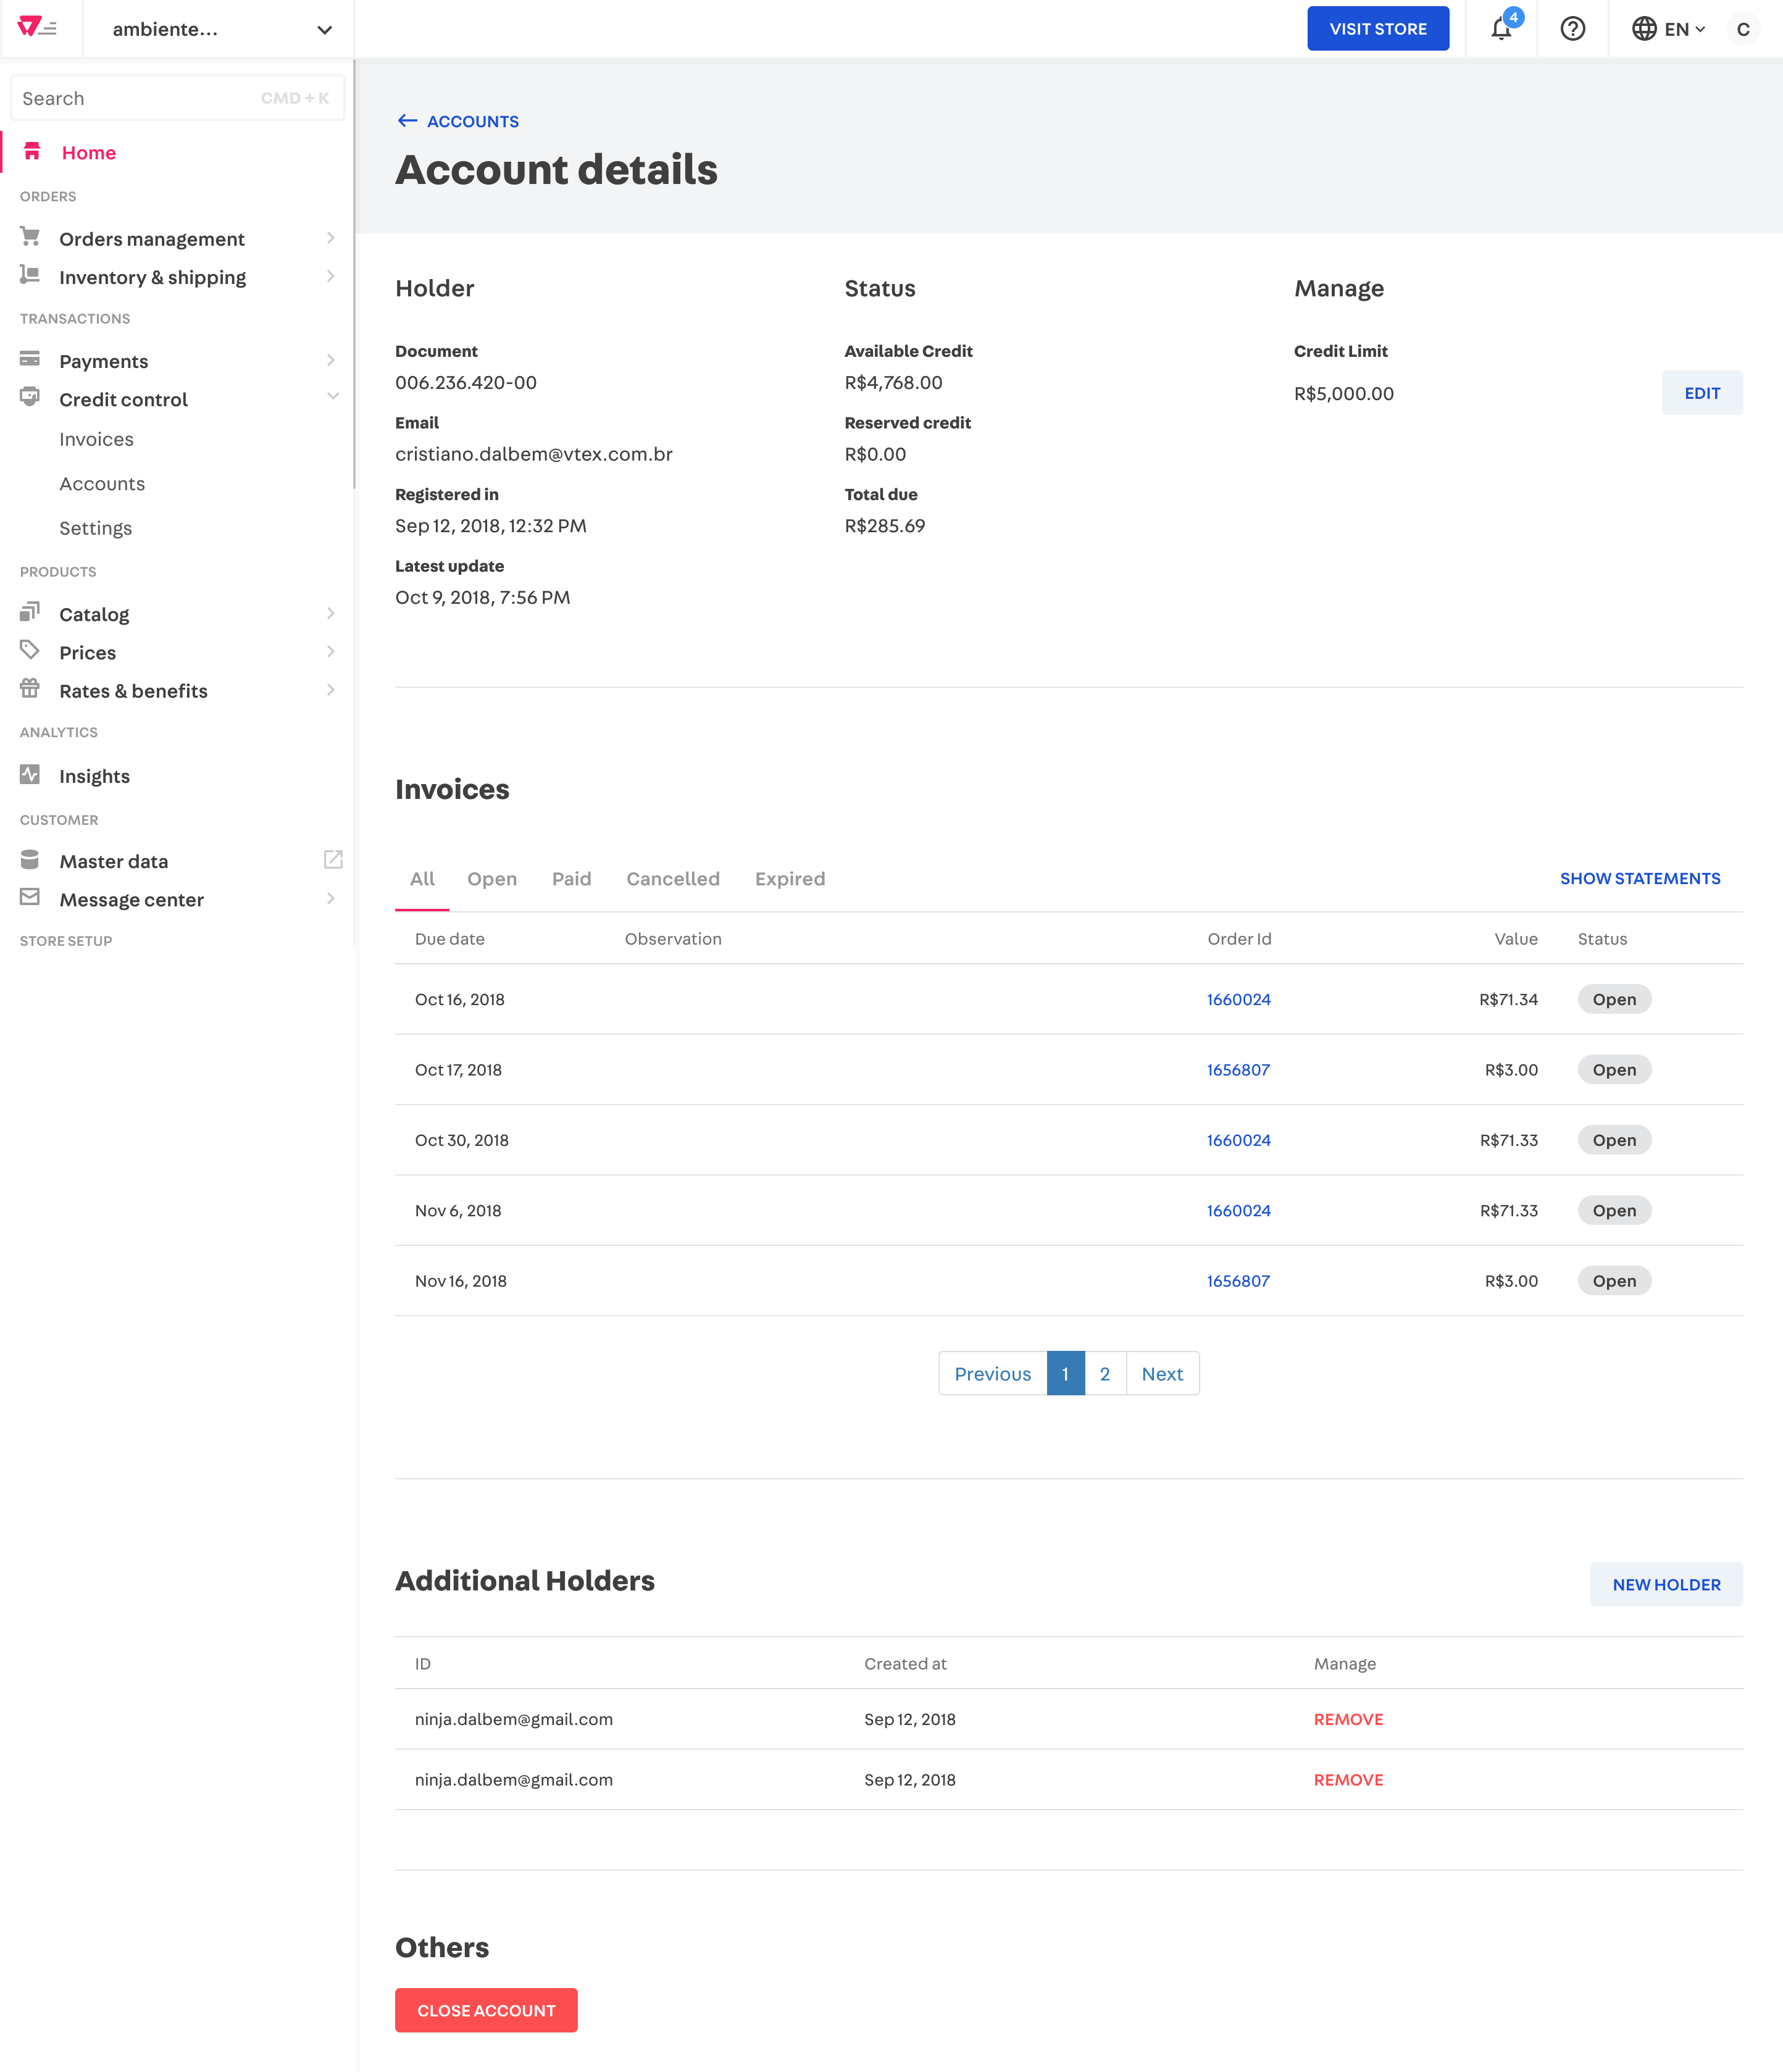 ambiente...
VISIT STORE
4
EN
C
Search CMD + K
Home
ORDERS
Orders management
Inventory & shipping
TRANSACTIONS
Payments
Credit control
Invoices
Accounts
Settings
PRODUCTS
Catalog
Prices
Rates & benefits
ANALYTICS
Insights
CUSTOMER
Master data
Message center
STORE SETUP
ACCOUNTS
Account details
Holder
Document
006.236.420-00
Email
cristiano.dalbem@vtex.com.br
Registered in
Sep 12, 2018, 12:32 PM
Latest update
Oct 9, 2018, 7:56 PM
Status
Available Credit
R$4,768.00
Reserved credit
R$0.00
Total due
R$285.69
Manage
Credit Limit
R$5,000.00
EDIT
Invoices
All Open Paid Cancelled Expired SHOW STATEMENTS
Due date Observation Order Id Value Status
Oct 16, 2018 1660024 R$71.34 Open
Oct 17, 2018 1656807 R$3.00 Open
Oct 30, 2018 1660024 R$71.33 Open
Nov 6, 2018 1660024 R$71.33 Open
Nov 16, 2018 1656807 R$3.00 Open
Previous 1 2 Next
Additional Holders
NEW HOLDER
ID Created at Manage
ninja.dalbem@gmail.com Sep 12, 2018 REMOVE
ninja.dalbem@gmail.com Sep 12, 2018 REMOVE
Others
CLOSE ACCOUNT